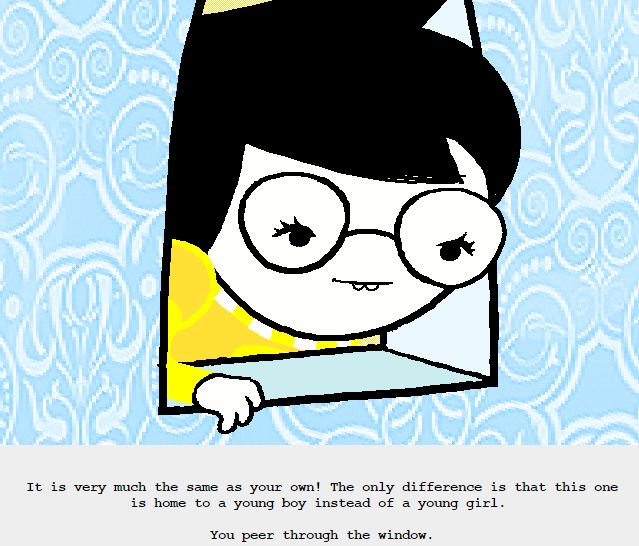 It is very much the same as your own! The only difference is that this one
is home to a young boy instead of a young girl.
You peer through the window.